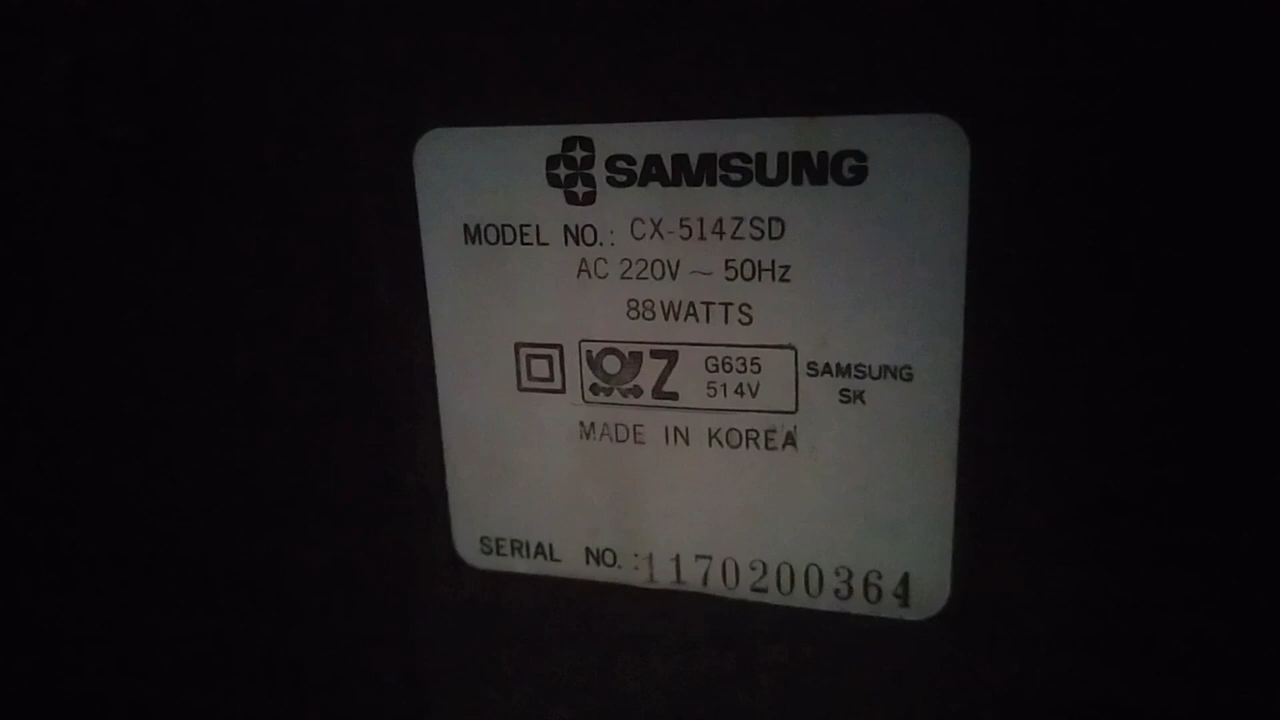 SAMSUNG
MODEL NO.: CX-514ZSD
AC 220V ~ 50Hz
88WATTS
Z G635 514V SAMSUNG SK
MADE IN KOREA
SERIAL NO.: 1170200364